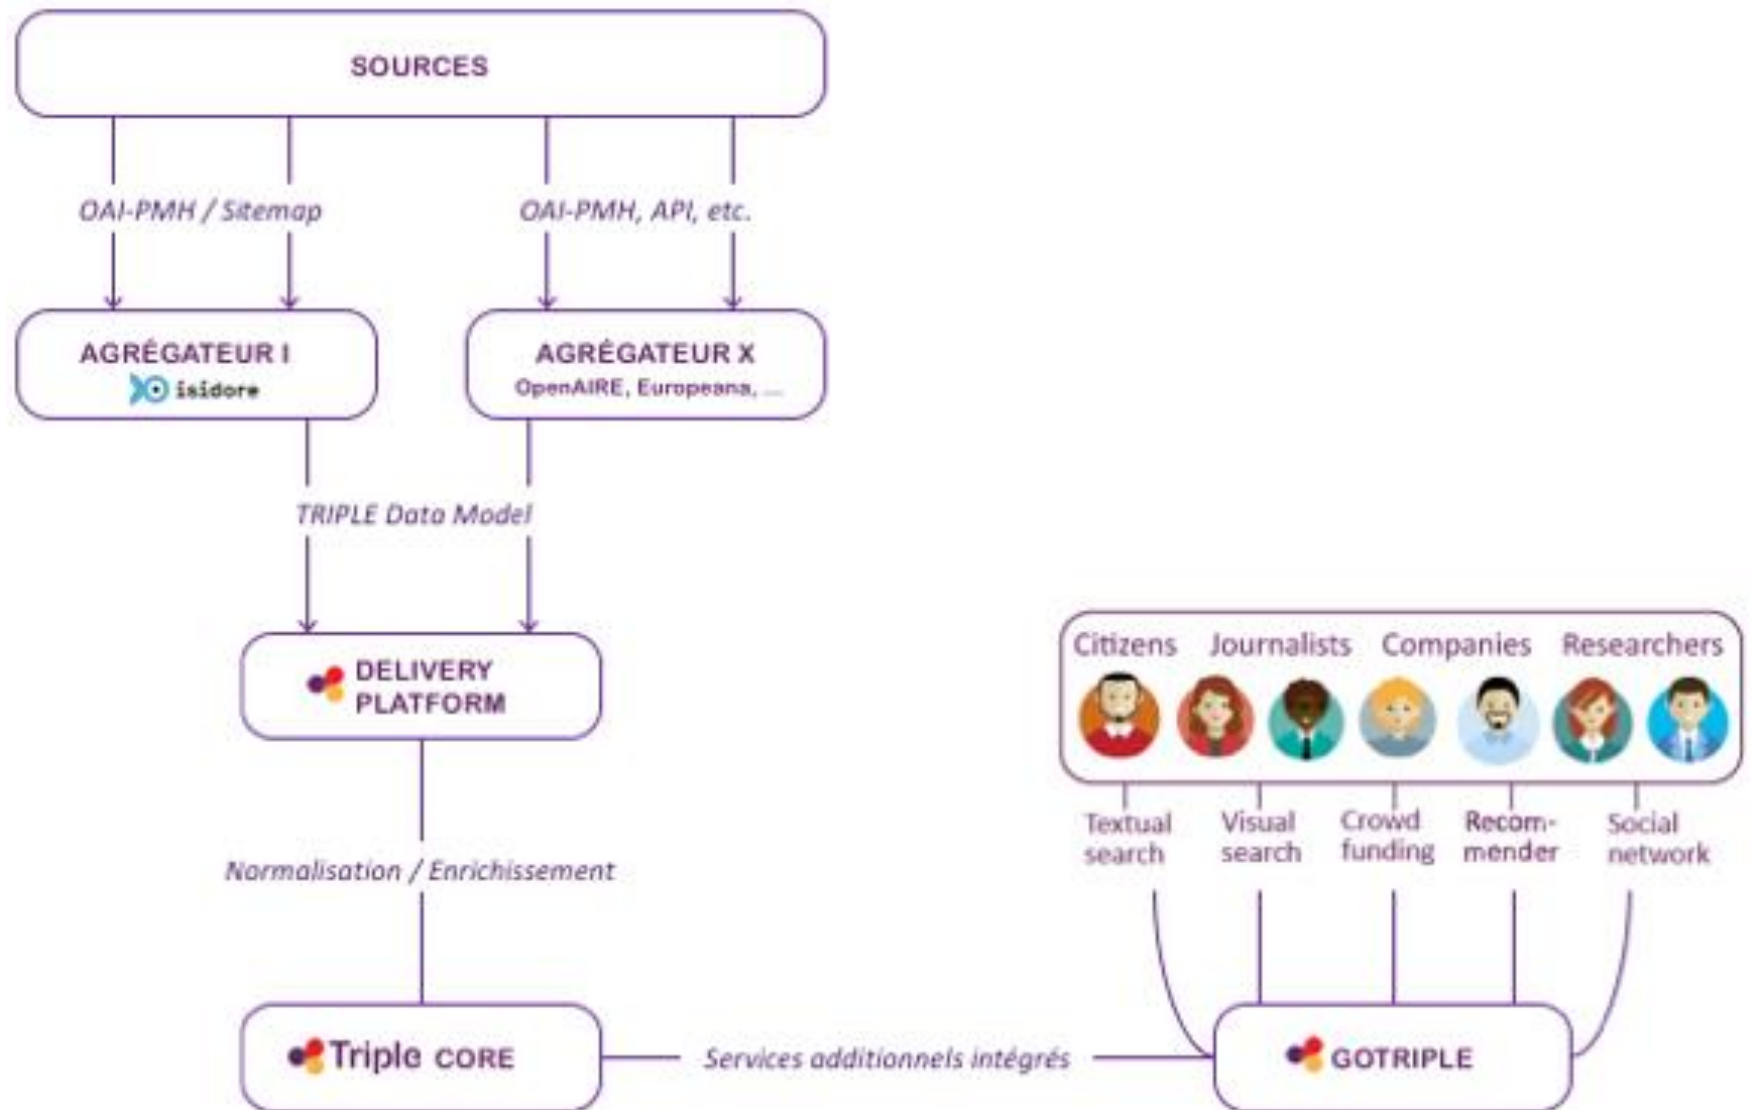 SOURCES
OAI-PMH / Sitemap
OAI-PMH, API, etc.
AGRÉGATEUR I
isidore
AGRÉGATEUR X
OpenAIRE, Europeana, ...
TRIPLE Data Model
DELIVERY
PLATFORM
Citizens Journalists Companies Researchers
Textual
search
Visual
search
Crowd
funding
Recom-
mender
Social
network
Normalisation / Enrichissement
Triple CORE
Services additionnels intégrés
GOTRIPLE